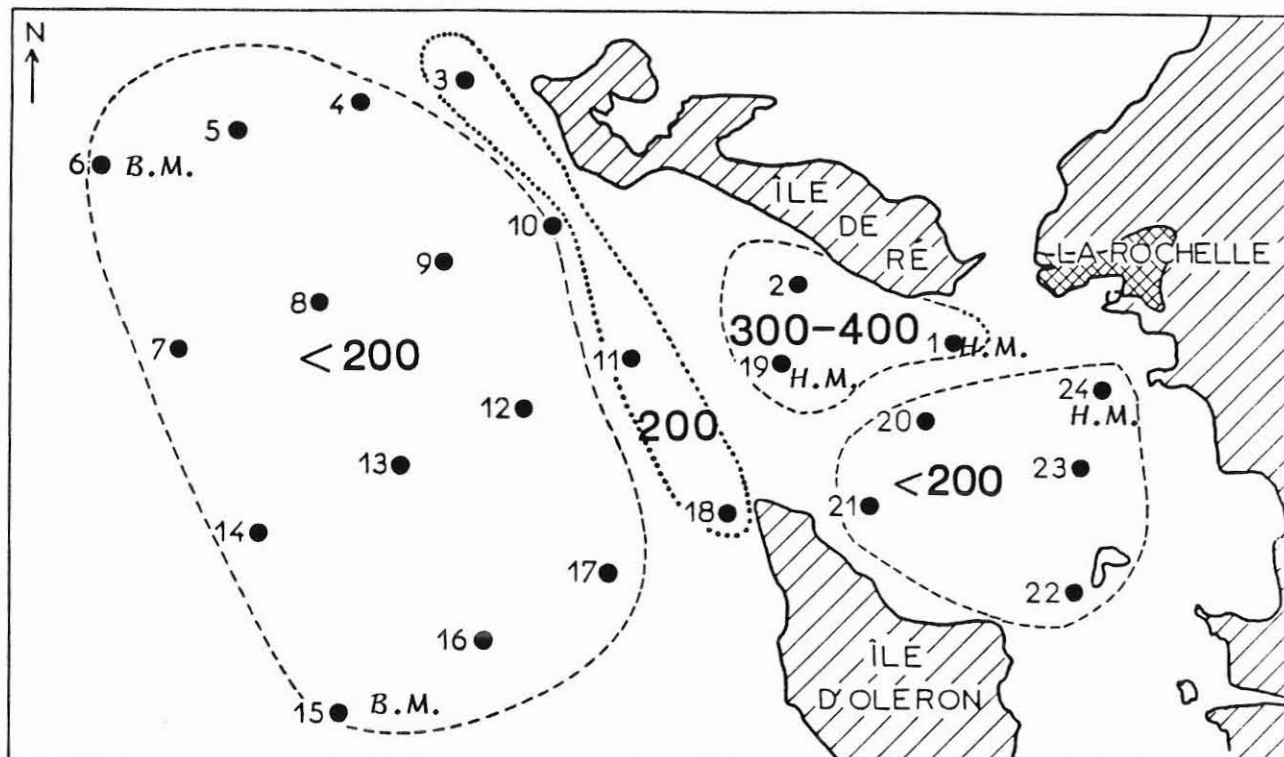 N
3
4
5
6 B.M.
ÎLE
DE
RÉ
LA-ROCHELLE
10
9
8
2
300-400
1 H.M.
7
< 200
11
19 H.M.
24
H.M.
12
20
200
13
23
< 200
21
18
14
17
22
16
ÎLE
D'OLERON
15 B.M.